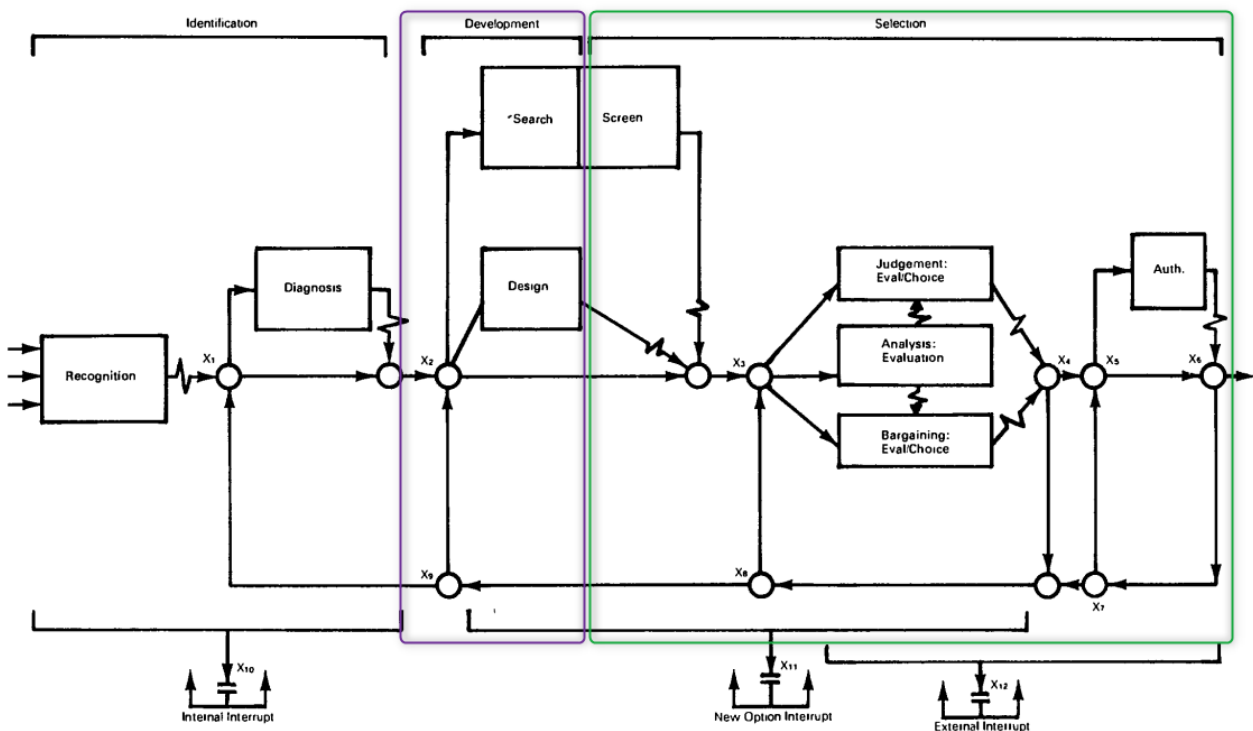 Identification
Development
Selection
Search
Screen
Diagnosis
Design
Judgement:
Eval/Choice
Auth.
Recognition
X1
X2
X3
Analysis:
Evaluation
X4
X5
X6
Bargaining:
Eval/Choice
X9
X8
X7
X10
X11
X12
Internal Interrupt
New Option Interrupt
External Interrupt